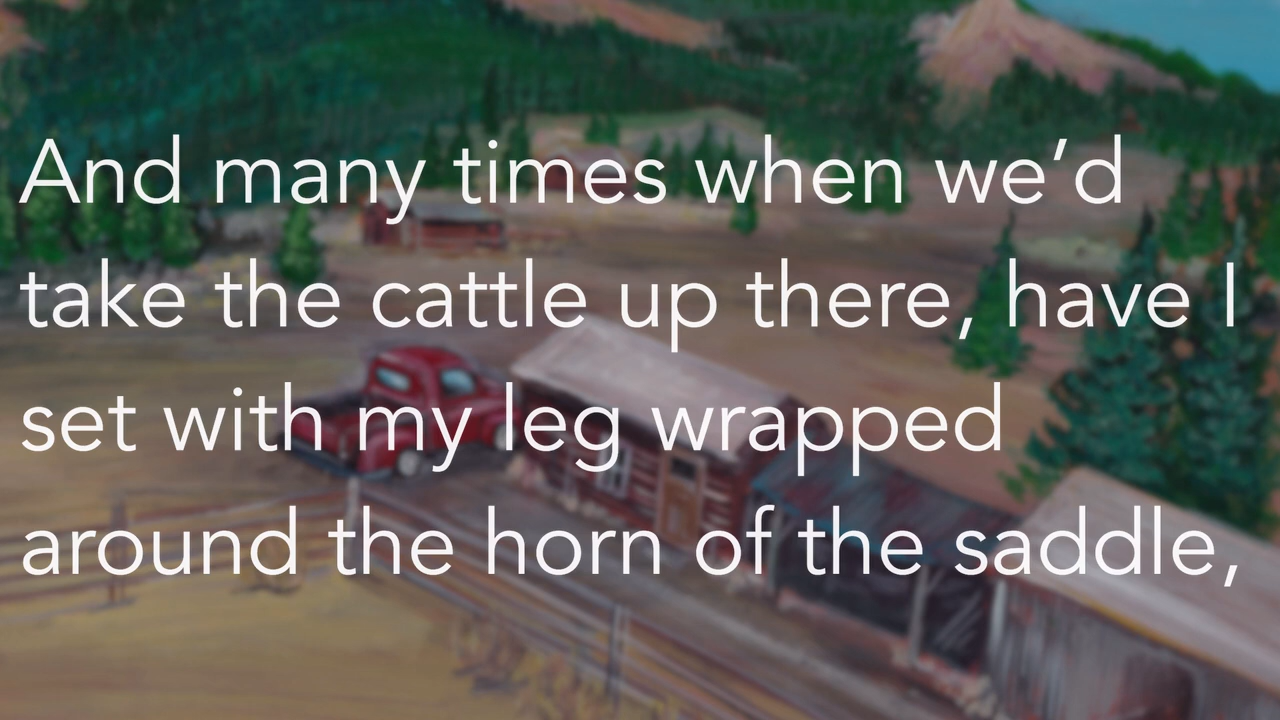 And many times when we’d
take the cattle up there, have I
set with my leg wrapped
around the horn of the saddle,